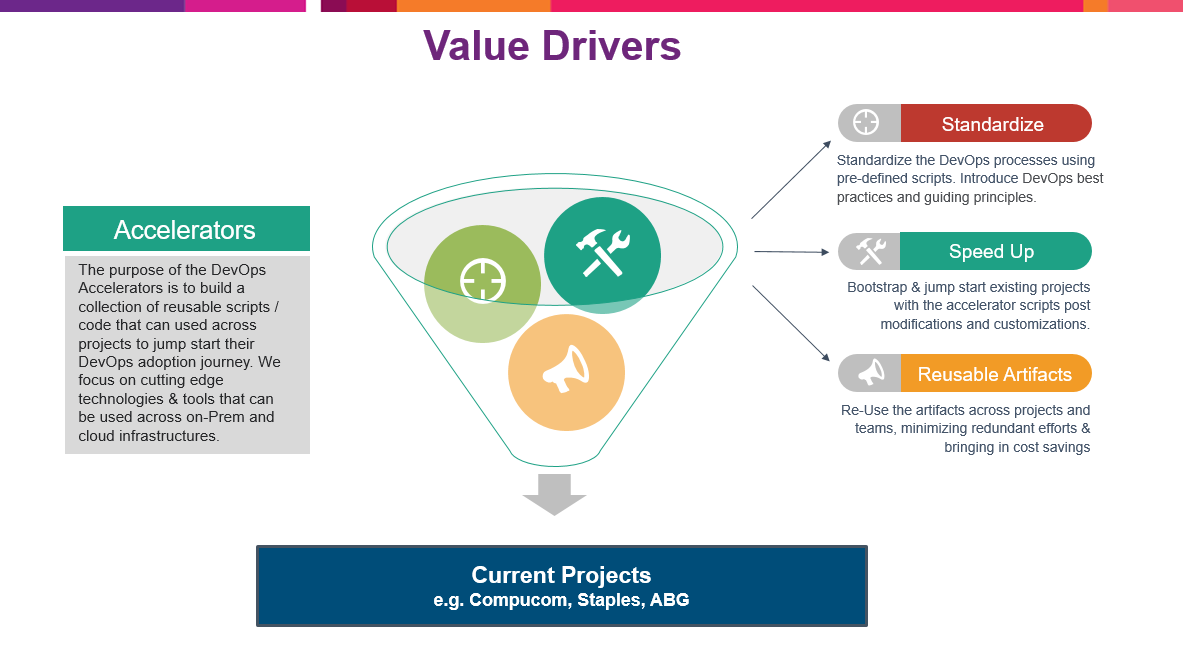 Value Drivers
Accelerators
The purpose of the DevOps
Accelerators is to build a
collection of reusable scripts /
code that can used across
projects to jump start their
DevOps adoption journey. We
focus on cutting edge
technologies & tools that can
be used across on-Prem and
cloud infrastructures.
Standardize
Standardize the DevOps processes using
pre-defined scripts. Introduce DevOps best
practices and guiding principles.
Speed Up
Bootstrap & jump start existing projects
with the accelerator scripts post
modifications and customizations.
Reusable Artifacts
Re-Use the artifacts across projects and
teams, minimizing redundant efforts &
bringing in cost savings
Current Projects
e.g. Compucom, Staples, ABG